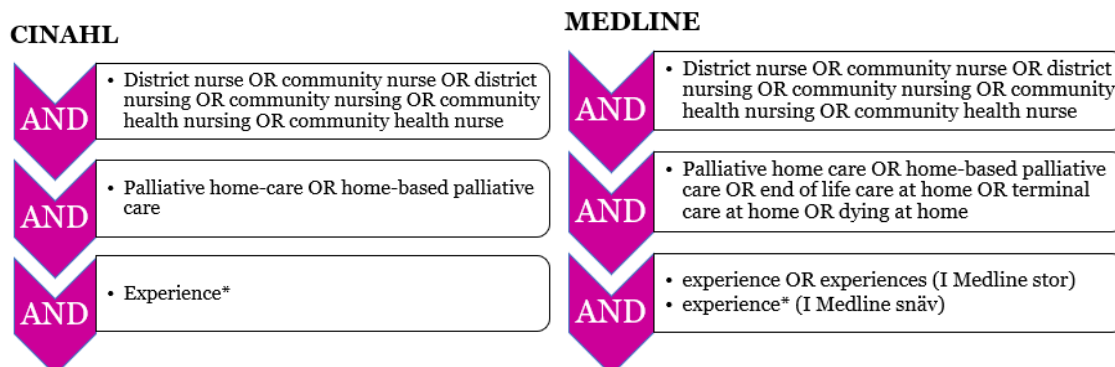 CINAHL
AND
• District nurse OR community nurse OR district
nursing OR community nursing OR community
health nursing OR community health nurse
AND
• Palliative home-care OR home-based palliative
care
AND
• Experience*
MEDLINE
AND
• District nurse OR community nurse OR district
nursing OR community nursing OR community
health nursing OR community health nurse
AND
• Palliative home care OR home-based palliative
care OR end of life care at home OR terminal
care at home OR dying at home
AND
• experience OR experiences (I Medline stor)
• experience* (I Medline snäv)